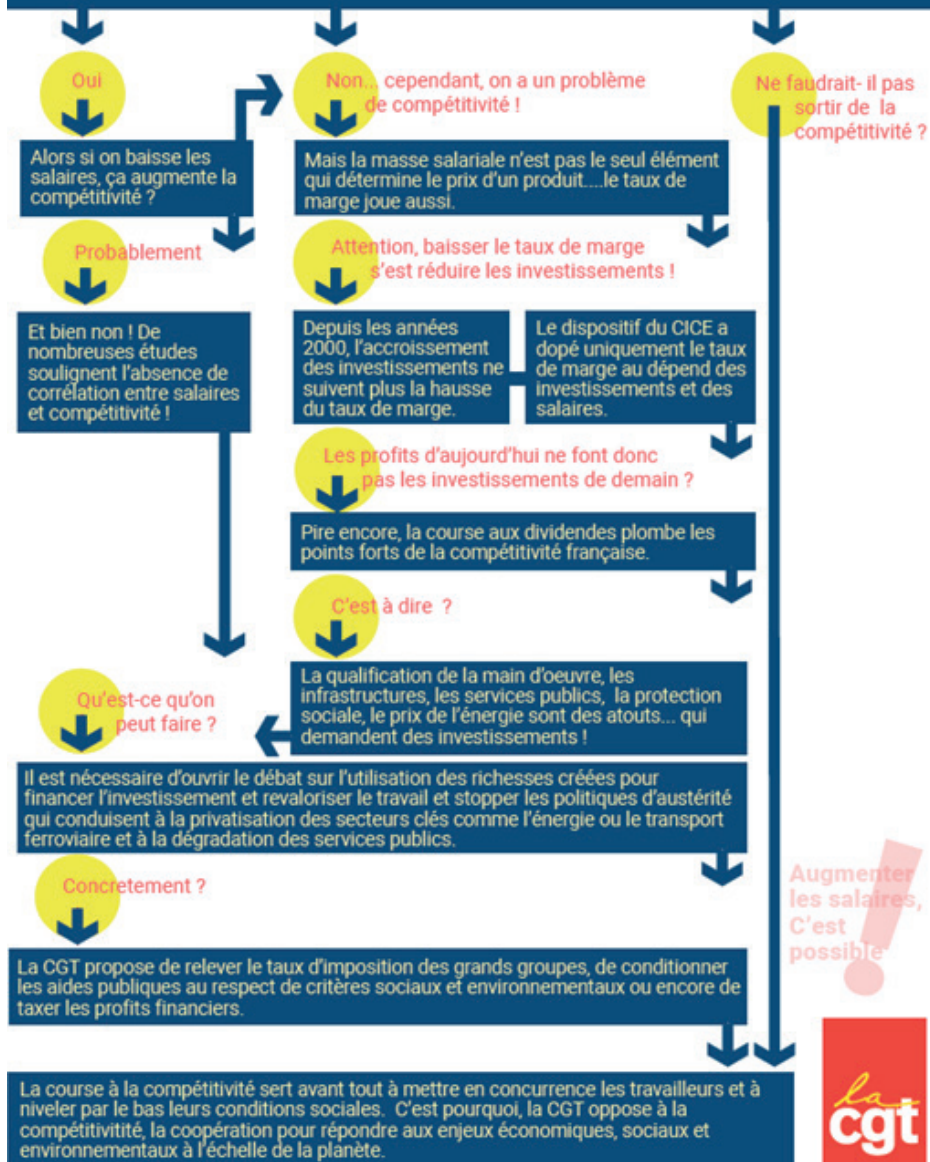 Oui
Alors si on baisse les
salaires, ça augmente la
compétitivité ?
Probablement
Et bien non ! De
nombreuses études
soulignent l'absence de
corrélation entre salaires
et compétitivité !
Non... cependant, on a un problème
de compétitivité !
Mais la masse salariale n'est pas le seul élément
qui détermine le prix d'un produit....le taux de
marge joue aussi.
Attention, baisser le taux de marge
s'est réduire les investissements !
Depuis les années
2000, l'accroissement
des investissements ne
suivent plus la hausse
du taux de marge.
Le dispositif du CICE a
dopé uniquement le taux
de marge au dépend des
investissements et des
salaires.
Les profits d'aujourd'hui ne font donc
pas les investissements de demain ?
Pire encore, la course aux dividendes plombe les
points forts de la compétitivité française.
C'est à dire ?
La qualification de la main d'oeuvre, les
infrastructures, les services publics, la protection
sociale, le prix de l'énergie sont des atouts... qui
demandent des investissements !
Qu'est-ce qu'on
peut faire ?
Il est nécessaire d'ouvrir le débat sur l'utilisation des richesses créées pour
financer l'investissement et revaloriser le travail et stopper les politiques d'austérité
qui conduisent à la privatisation des secteurs clés comme l'énergie ou le transport
ferroviaire et à la dégradation des services publics.
Concretement ?
La CGT propose de relever le taux d'imposition des grands groupes, de conditionner
les aides publiques au respect de critères sociaux et environnementaux ou encore de
taxer les profits financiers.
Ne faudrait- il pas
sortir de la
compétitivité ?
La course à la compétitivité sert avant tout à mettre en concurrence les travailleurs et à
niveler par le bas leurs conditions sociales. C'est pourquoi, la CGT oppose à la
compétitivitité, la coopération pour répondre aux enjeux économiques, sociaux et
environnementaux à l'échelle de la planète.
Augmenter
les salaires,
C'est
possible
!
la
cgt